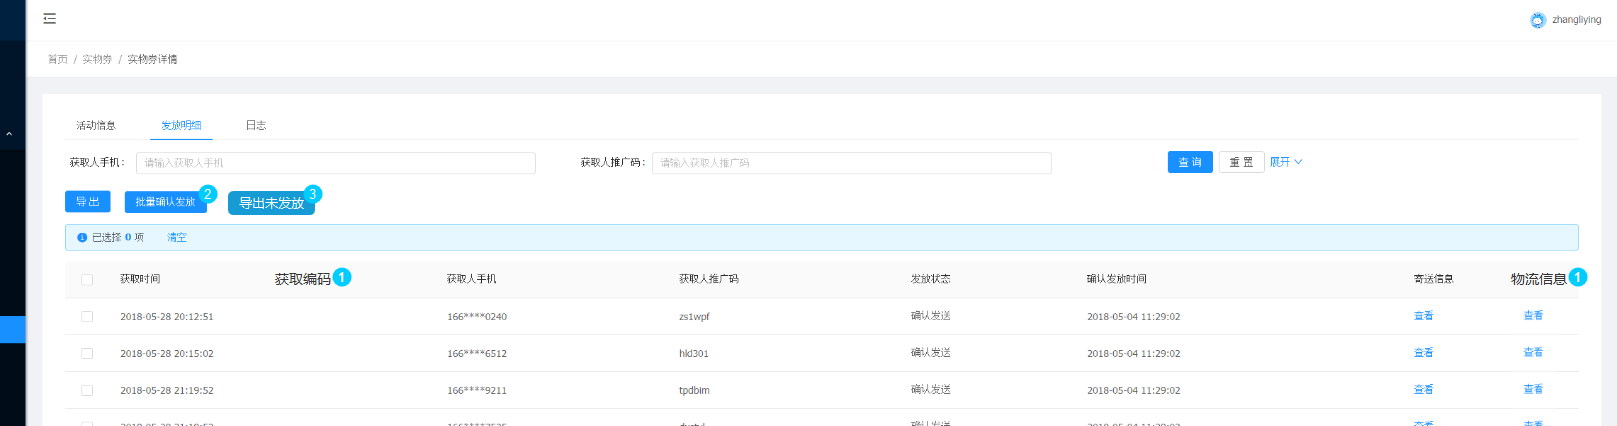 zhangliying
首页 / 实物券 / 实物券详情
活动信息 发放明细 日志
获取人手机： 请输入获取人手机 获取人推广码： 请输入获取人推广码 查 询 重 置 展开
导 出 批量确认发放 2 导出未发放 3
已选择 0 项 清空
获取时间 获取编码 1 获取人手机 获取人推广码 发放状态 确认发放时间 寄送信息 物流信息 1
2018-05-28 20:12:51 166****0240 zs1wpf 确认发送 2018-05-04 11:29:02 查看 查看
2018-05-28 20:15:02 166****6512 hld301 确认发送 2018-05-04 11:29:02 查看 查看
2018-05-28 21:19:52 166****9211 tpdbim 确认发送 2018-05-04 11:29:02 查看 查看